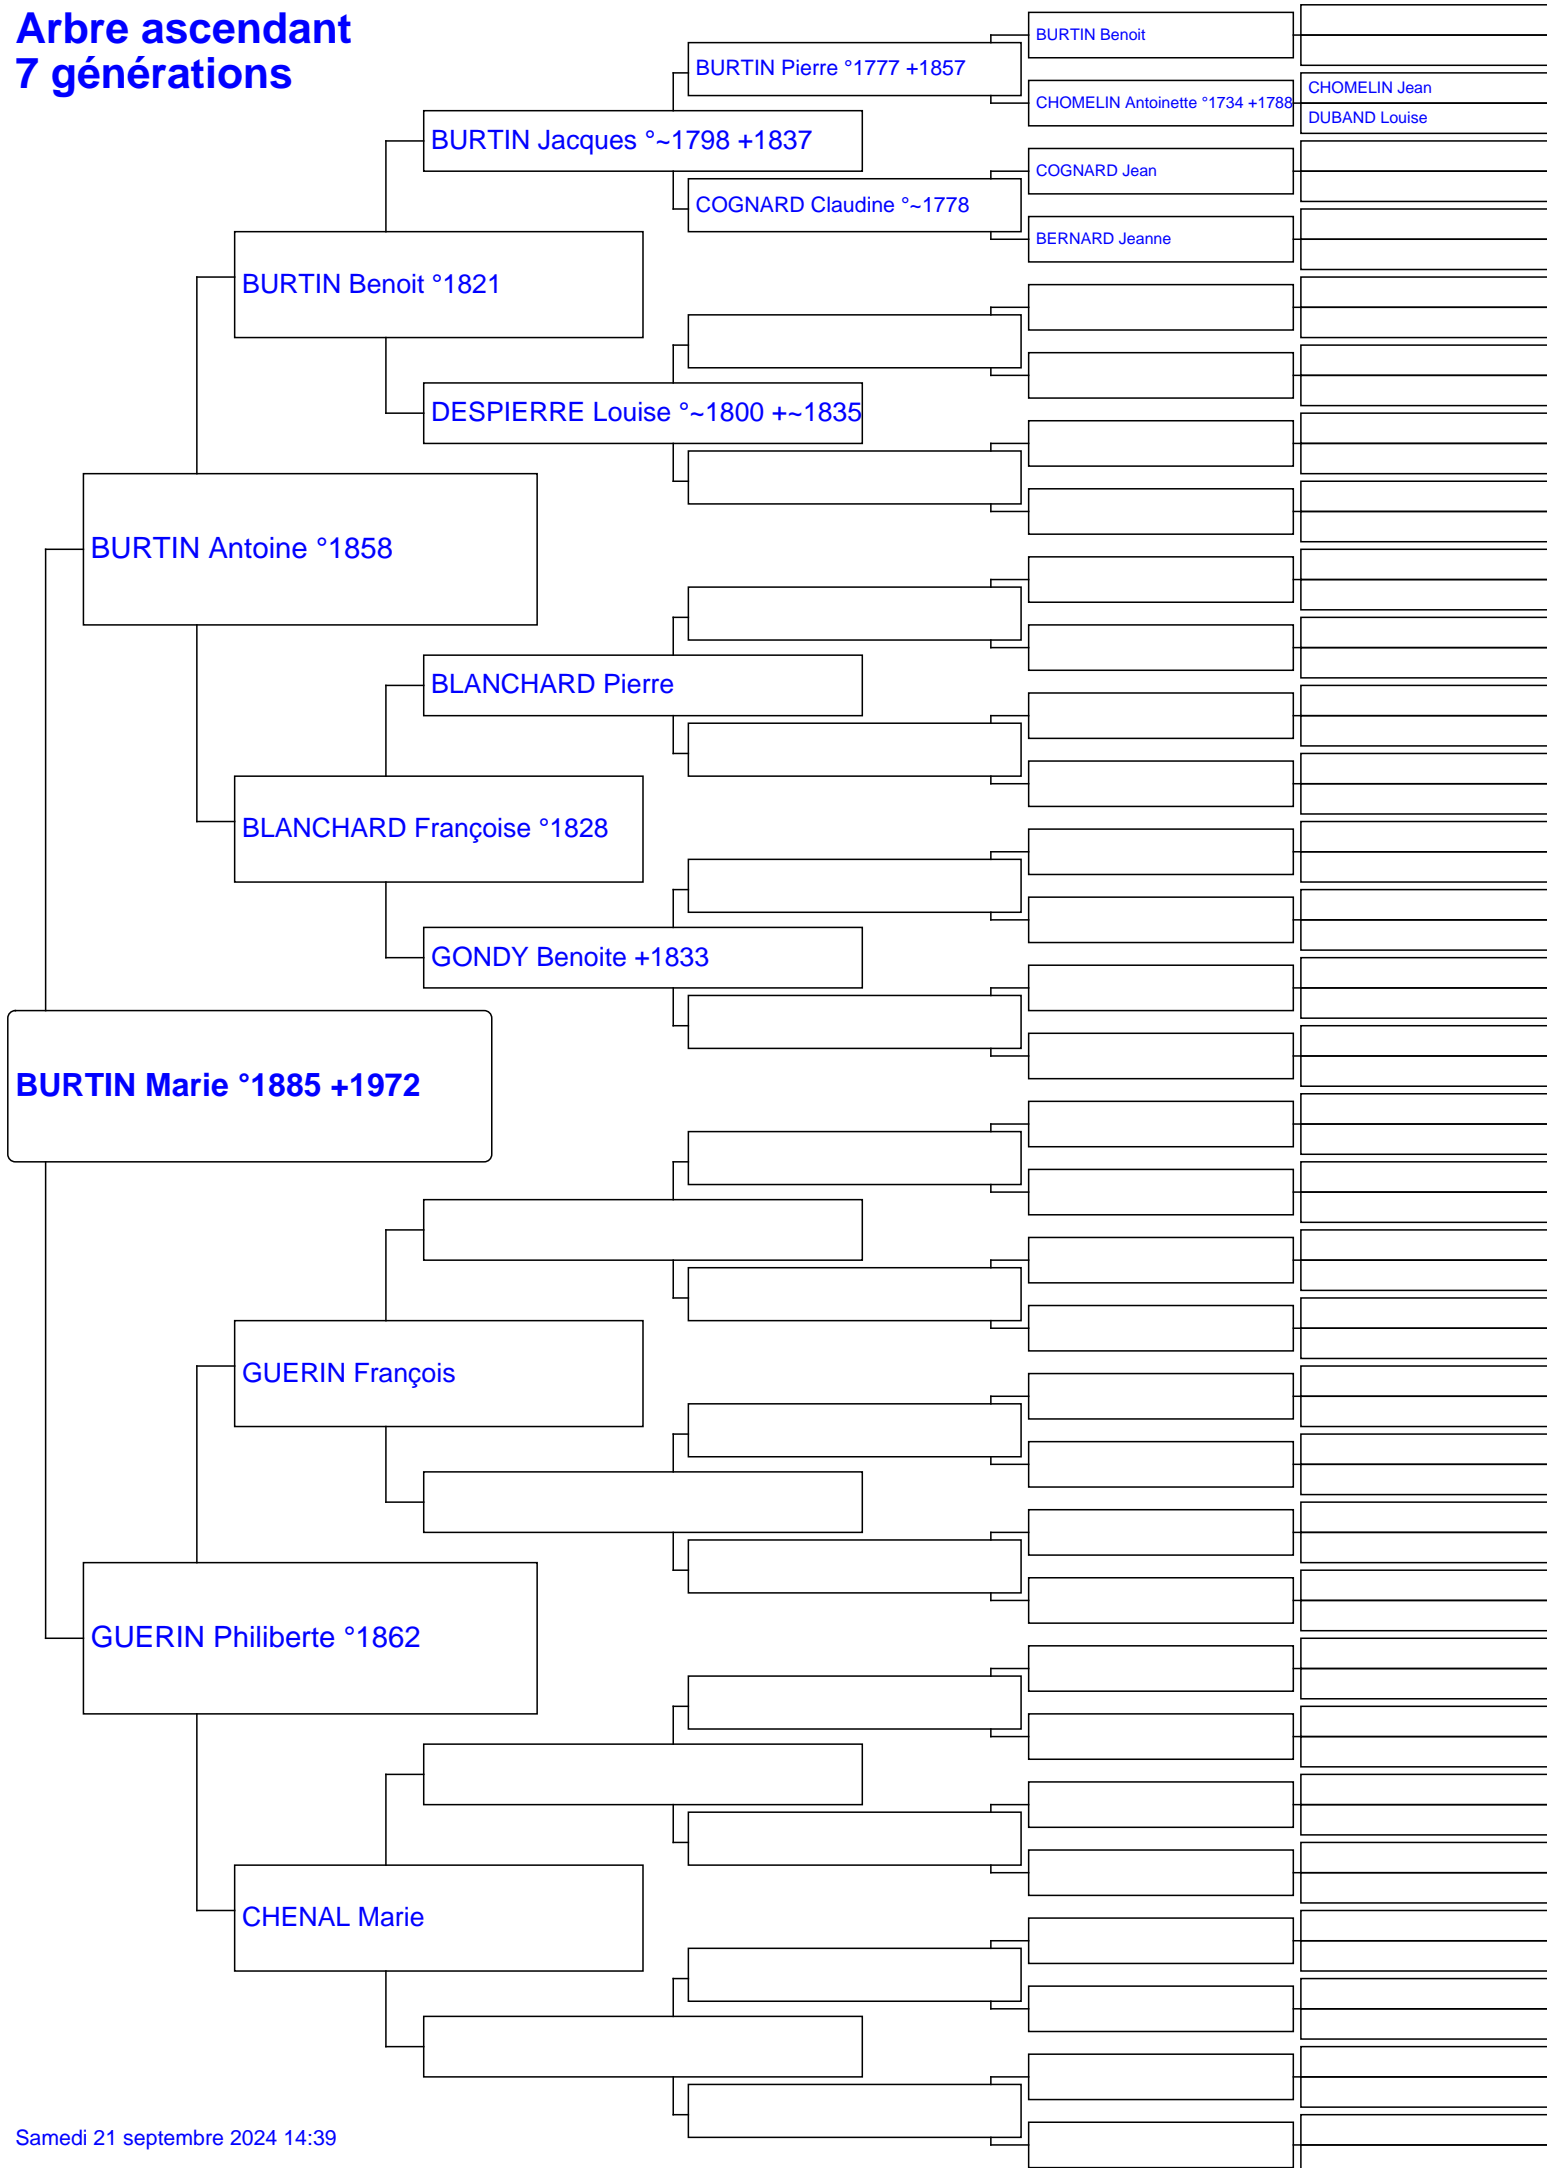 Arbre ascendant
7 générations
BURTIN Benoit
BURTIN Pierre °1777 +1857
CHOMELIN Jean
CHOMELIN Antoinette °1734 +1788
DUBAND Louise
BURTIN Jacques °~1798 +1837
COGNARD Jean
COGNARD Claudine °~1778
BERNARD Jeanne
BURTIN Benoit °1821
DESPIERRE Louise °~1800 +~1835
BURTIN Antoine °1858
BLANCHARD Pierre
BLANCHARD Françoise °1828
GONDY Benoite +1833
BURTIN Marie °1885 +1972
GUERIN François
GUERIN Philiberte °1862
CHENAL Marie
Samedi 21 septembre 2024 14:39